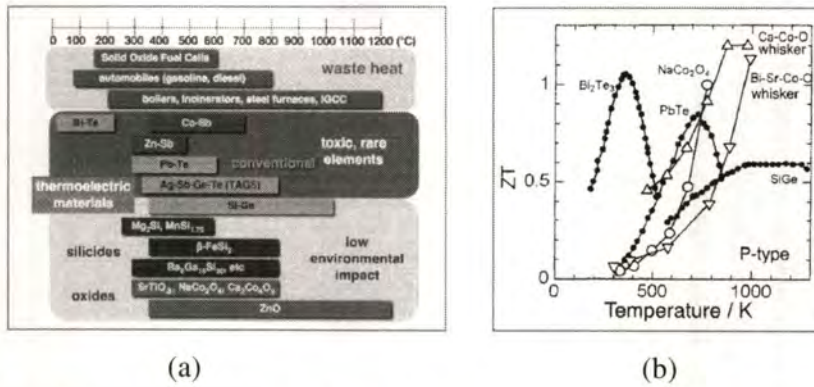 0 100 200 300 400 500 600 700 800 900 1000 1100 1200 (°C)
Solid Oxide Fuel Cells
waste heat
automobiles (gasoline, diesel)
boilers, incinerators, steel furnaces, IGCC
Bi-Te
Co-Sb
Zn-Sb
toxic, rare
elements
Pb-Te
conventional
thermoelectric
materials
Ag-Sb-Ge-Te (TAGS)
Si-Ge
Mg2Si, MnSi1.75
silicides
β-FeSi2
low
environmental
impact
Ba8Ga16Si30, etc
oxides
SrTiO3, NaCo2O4, Ca3Co4O9
ZnO
(a)
Ca-Co-O
whisker
NaCo2O4
Bi-Sr-Co-O
whisker
Bi2Te3
PbTe
SiGe
ZT
1
0.5
0
P-type
0 500 1000
Temperature / K
(b)